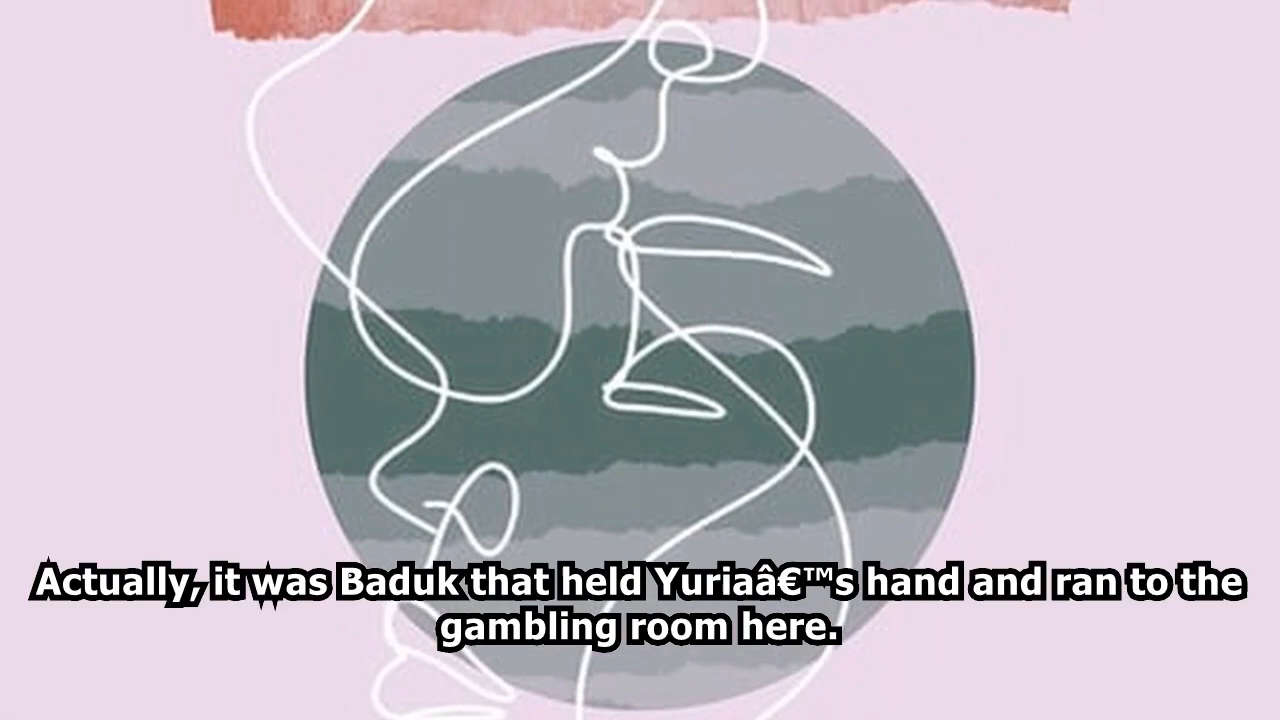 Actually, it was Baduk that held Yuriaâ€™s hand and ran to the
gambling room here.